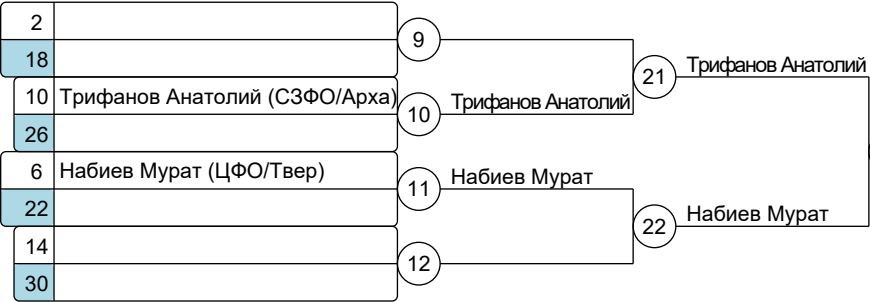 2
18
9
10 Трифанов Анатолий (СЗФО/Арха)
26
10 Трифанов Анатолий
21 Трифанов Анатолий
6 Набиев Мурат (ЦФО/Твер)
22
11 Набиев Мурат
22 Набиев Мурат
14
30
12